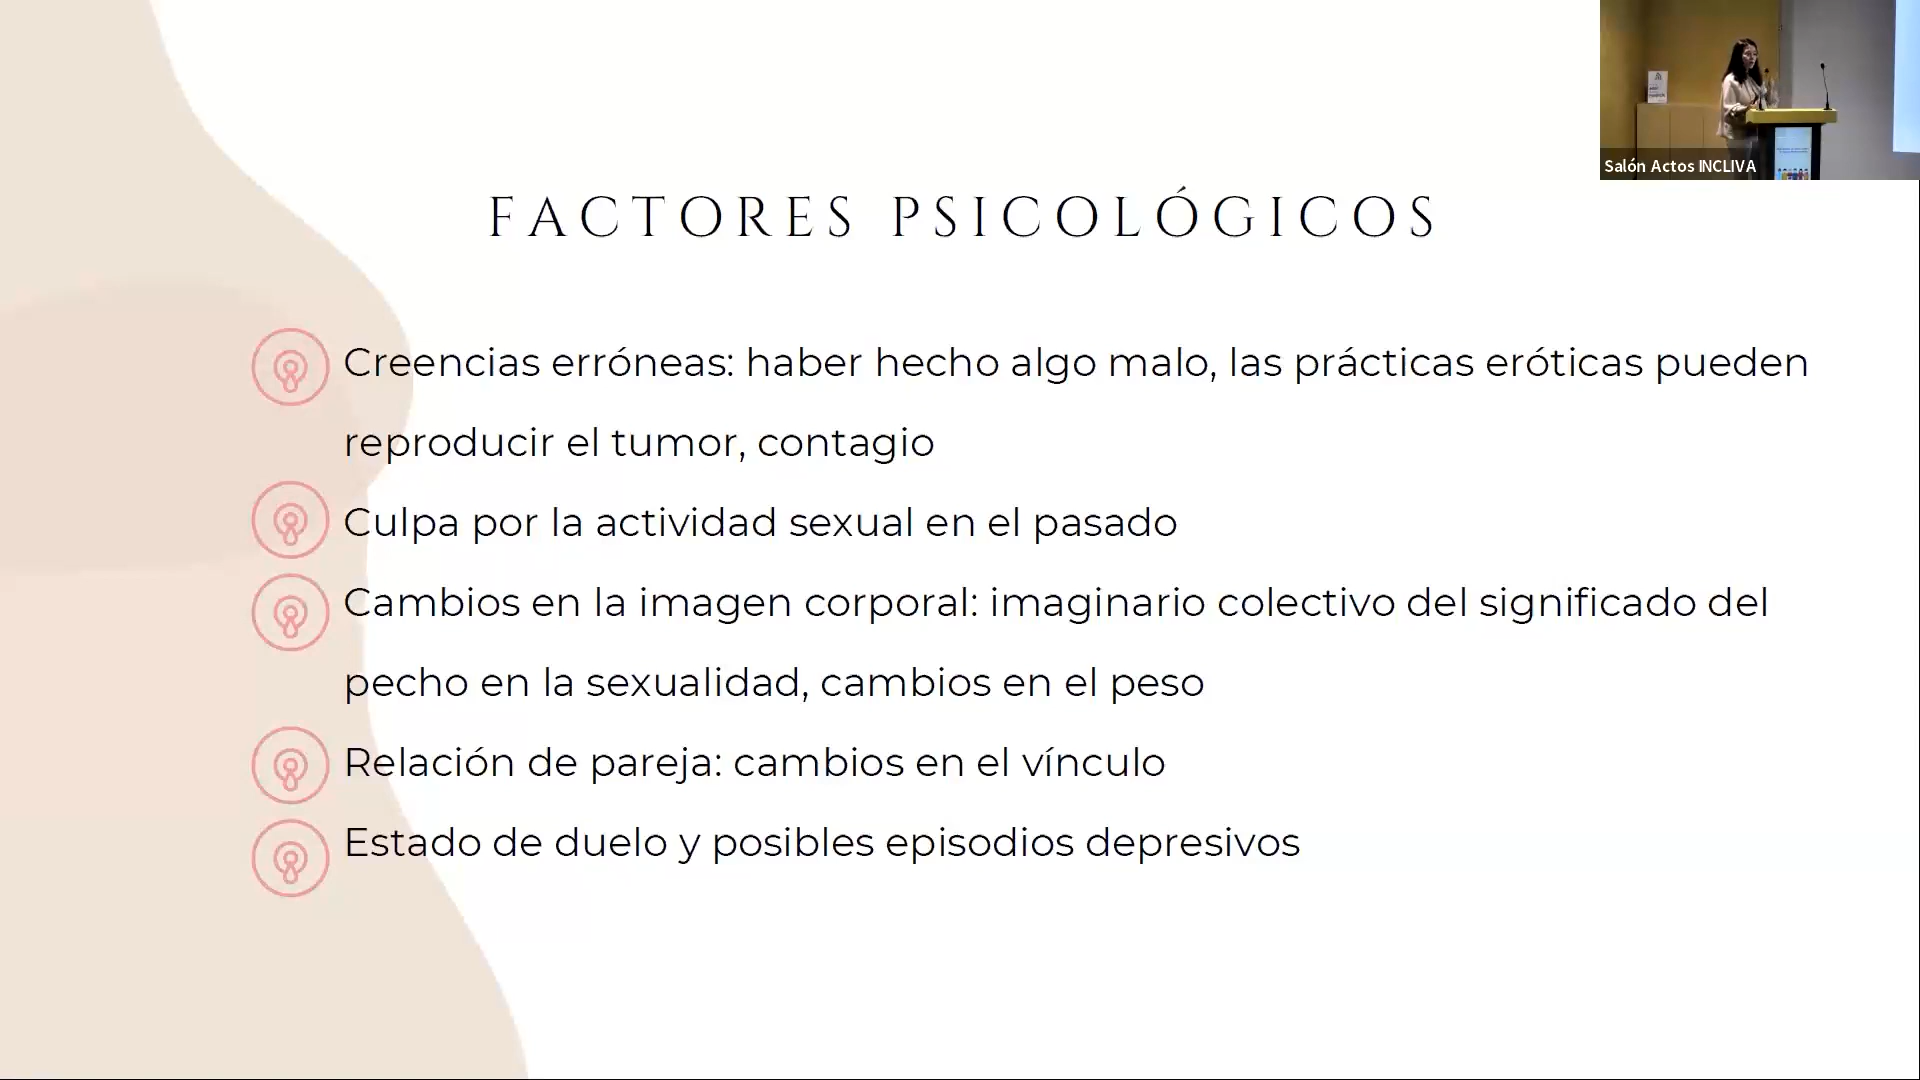 Salón Actos INCLIVA
FACTORES PSICOLÓGICOS
Creencias erróneas: haber hecho algo malo, las prácticas eróticas pueden
reproducir el tumor, contagio
Culpa por la actividad sexual en el pasado
Cambios en la imagen corporal: imaginario colectivo del significado del
pecho en la sexualidad, cambios en el peso
Relación de pareja: cambios en el vínculo
Estado de duelo y posibles episodios depresivos